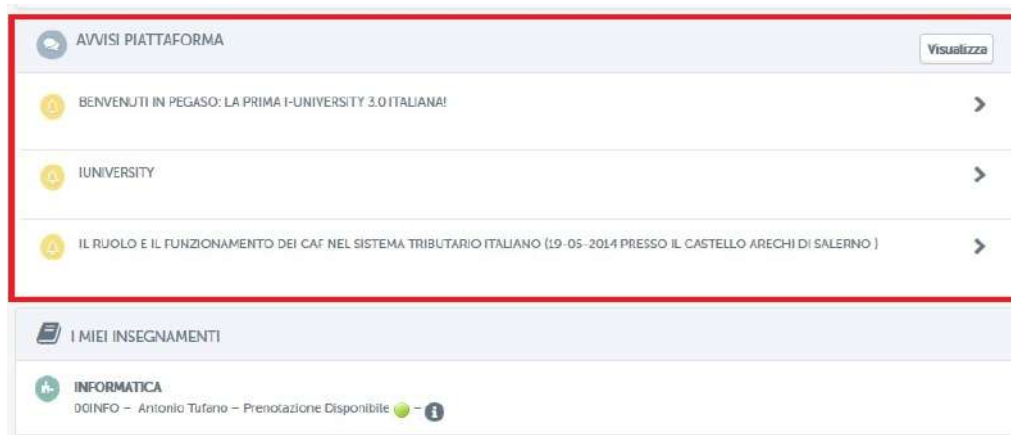 AVVISI PIATTAFORMA
Visualizza
BENVENUTI IN PEGASO: LA PRIMA I-UNIVERSITY 3.0 ITALIANA!
IUNIVERSITY
IL RUOLO E IL FUNZIONAMENTO DEI CAF NEL SISTEMA TRIBUTARIO ITALIANO (19-05-2014 PRESSO IL CASTELLO ARECHI DI SALERNO )
I MIEI INSEGNAMENTI
INFORMATICA
00INFO – Antonio Tufano – Prenotazione Disponibile –